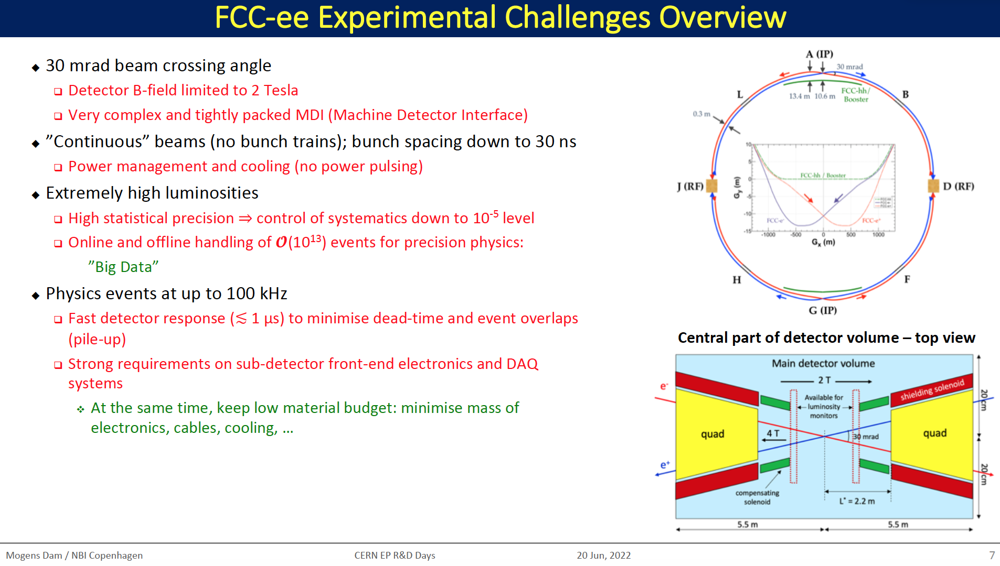 FCC-ee Experimental Challenges Overview
◆ 30 mrad beam crossing angle
❑ Detector B-field limited to 2 Tesla
❑ Very complex and tightly packed MDI (Machine Detector Interface)
◆ ”Continuous” beams (no bunch trains); bunch spacing down to 30 ns
❑ Power management and cooling (no power pulsing)
◆ Extremely high luminosities
❑ High statistical precision ⇒ control of systematics down to 10⁻⁵ level
❑ Online and offline handling of 𝓞(10¹³) events for precision physics:
”Big Data”
◆ Physics events at up to 100 kHz
❑ Fast detector response (≲ 1 μs) to minimise dead-time and event overlaps
(pile-up)
❑ Strong requirements on sub-detector front-end electronics and DAQ
systems
❖ At the same time, keep low material budget: minimise mass of
electronics, cables, cooling, …
A (IP)
30 mrad
13.4 m 10.6 m
FCC-hh/
Booster
L
B
0.3 m
J (RF)
D (RF)
10
5
0
-5
-10
-15
-1000 -500 0 500 1000
Gy (m)
Gx (m)
FCC-hh / Booster
FCC-e⁻
FCC-e⁺
H
F
G (IP)
Central part of detector volume – top view
Main detector volume
2 T
shielding solenoid
Available for
luminosity
monitors
e⁻
e⁺
quad
quad
4 T
30 mrad
20 cm
20 cm
compensating
solenoid
L* = 2.2 m
5.5 m
5.5 m
Mogens Dam / NBI Copenhagen
CERN EP R&D Days
20 Jun, 2022
7